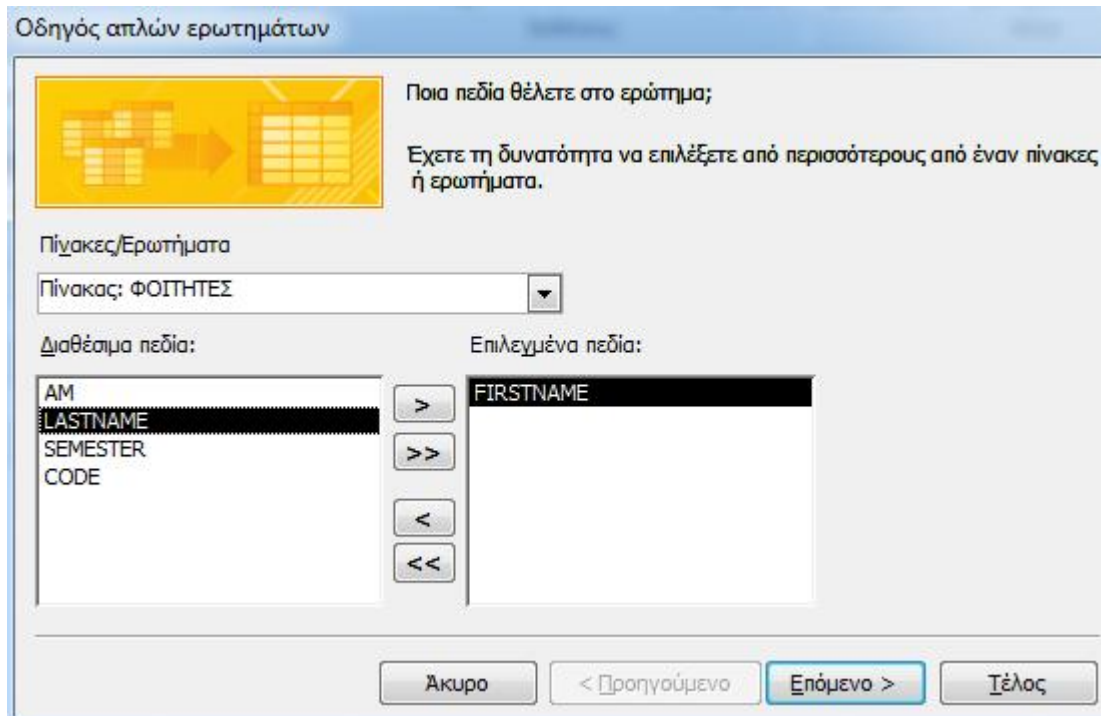 Οδηγός απλών ερωτημάτων
Ποια πεδία θέλετε στο ερώτημα;
Έχετε τη δυνατότητα να επιλέξετε από περισσότερους από έναν πίνακες
ή ερωτήματα.
Πίνακες/Ερωτήματα
Πίνακας: ΦΟΙΤΗΤΕΣ
Διαθέσιμα πεδία:
Επιλεγμένα πεδία:
AM
LASTNAME
SEMESTER
CODE
>
>>
<
<<
FIRSTNAME
Άκυρο
< Προηγούμενο
Επόμενο >
Τέλος